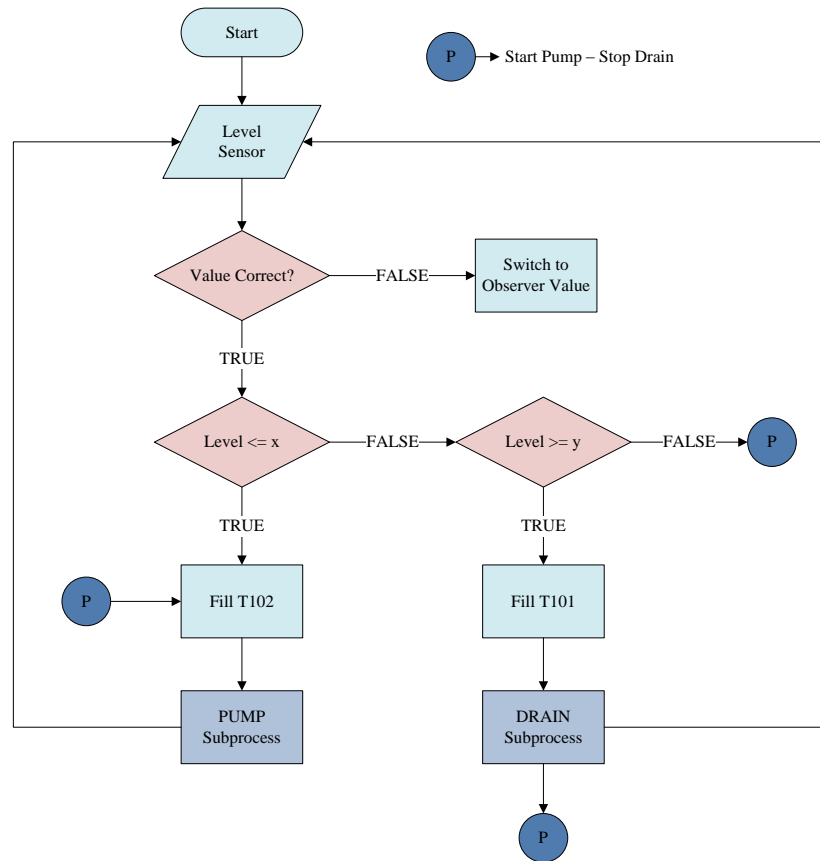 Start
P
Start Pump – Stop Drain
Level
Sensor
Value Correct?
FALSE
Switch to
Observer Value
TRUE
Level <= x
FALSE
Level >= y
FALSE
P
TRUE
TRUE
P
Fill T102
Fill T101
PUMP
Subprocess
DRAIN
Subprocess
P